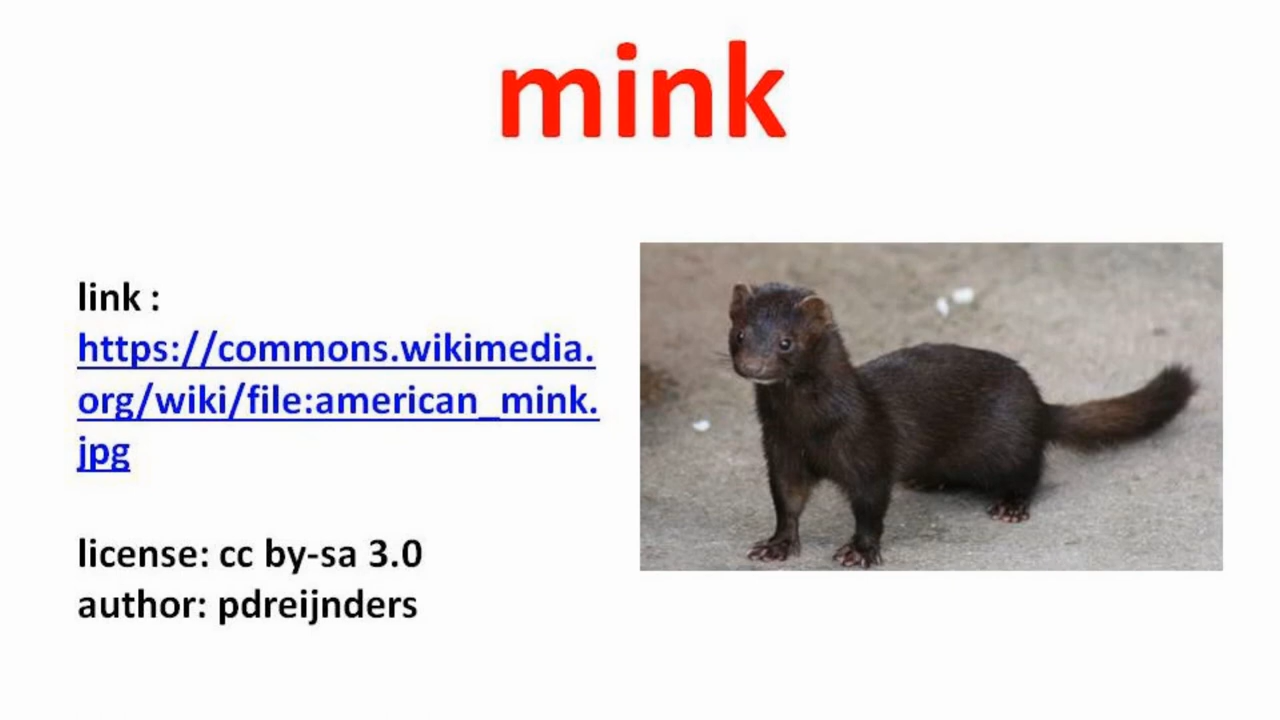 mink
link :
https://commons.wikimedia.
org/wiki/file:american_mink.
jpg
license: cc by-sa 3.0
author: pdreijnders